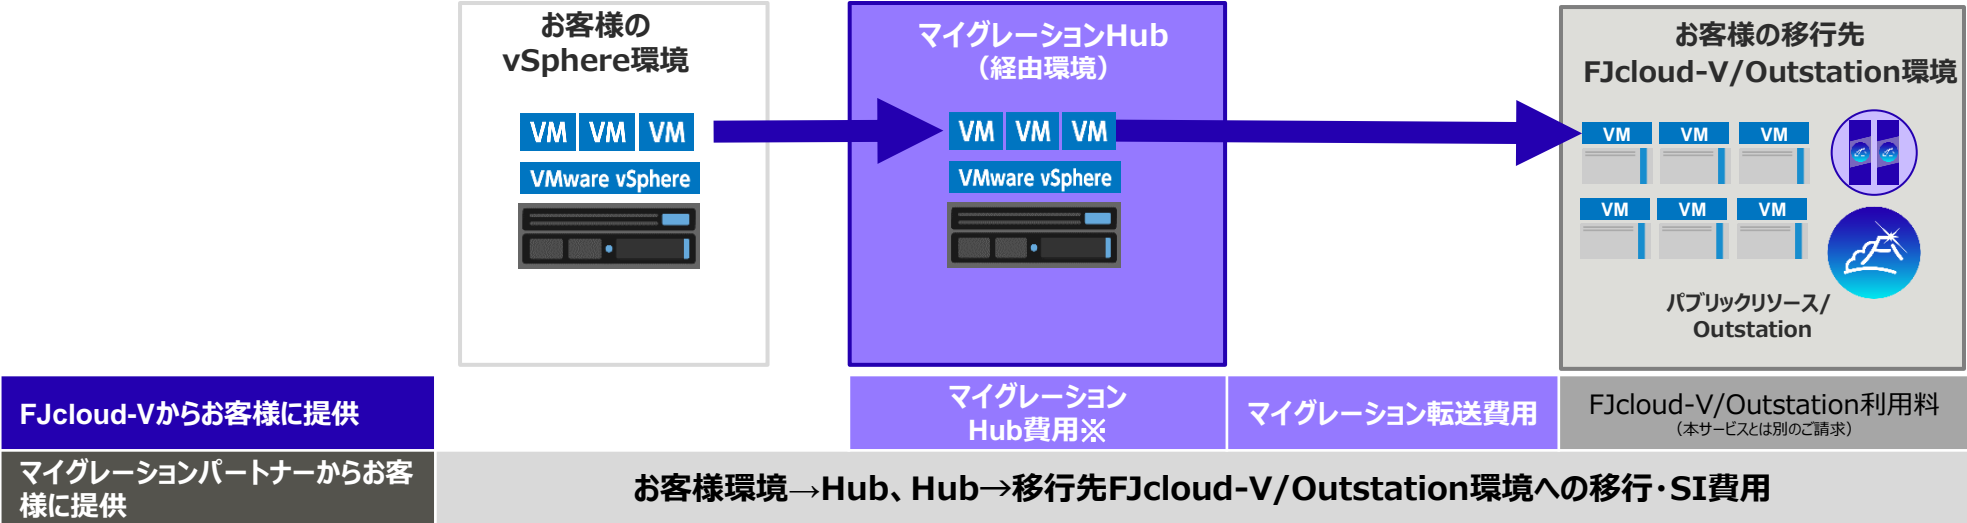 お客様の
vSphere環境
VM VM VM
VMware vSphere
マイグレーションHub
（経由環境）
VM VM VM
VMware vSphere
お客様の移行先
FJcloud-V/Outstation環境
VM VM VM
VM VM VM
パブリックリソース/
Outstation
FJcloud-Vからお客様に提供
マイグレーション
Hub費用※
マイグレーション転送費用
FJcloud-V/Outstation利用料
（本サービスとは別のご請求）
マイグレーションパートナーからお客
様に提供
お客様環境→Hub、Hub→移行先FJcloud-V/Outstation環境への移行・SI費用